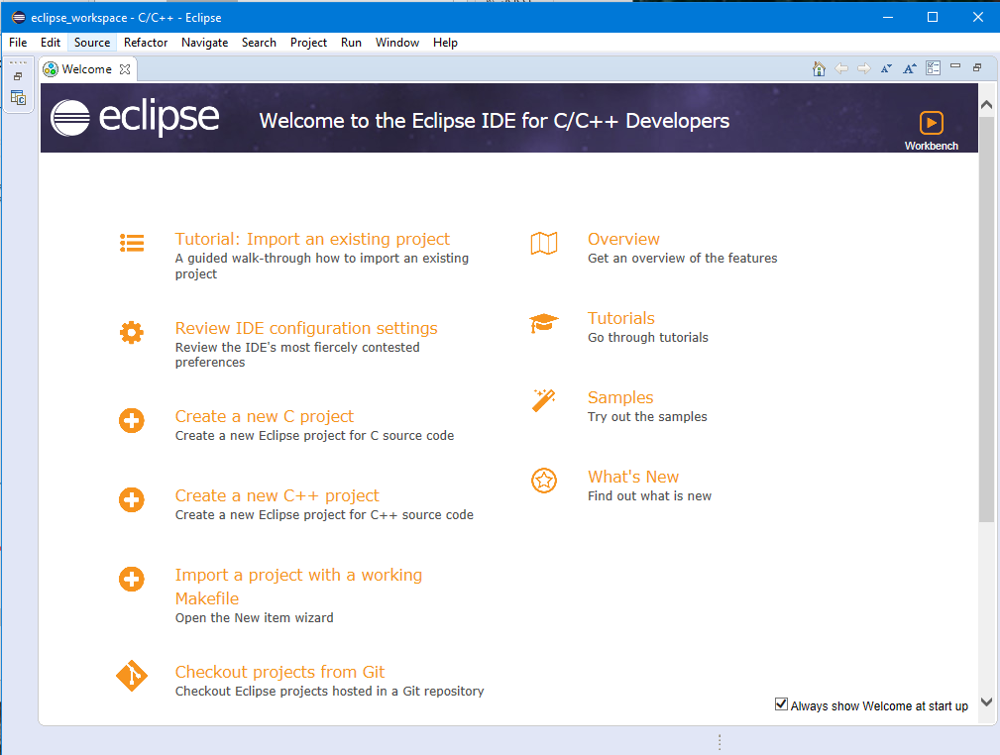 eclipse_workspace - C/C++ - Eclipse
File Edit Source Refactor Navigate Search Project Run Window Help
Welcome
eclipse
Welcome to the Eclipse IDE for C/C++ Developers
Workbench
Tutorial: Import an existing project
A guided walk-through how to import an existing
project
Review IDE configuration settings
Review the IDE's most fiercely contested
preferences
Create a new C project
Create a new Eclipse project for C source code
Create a new C++ project
Create a new Eclipse project for C++ source code
Import a project with a working
Makefile
Open the New item wizard
Checkout projects from Git
Checkout Eclipse projects hosted in a Git repository
Overview
Get an overview of the features
Tutorials
Go through tutorials
Samples
Try out the samples
What's New
Find out what is new
Always show Welcome at start up